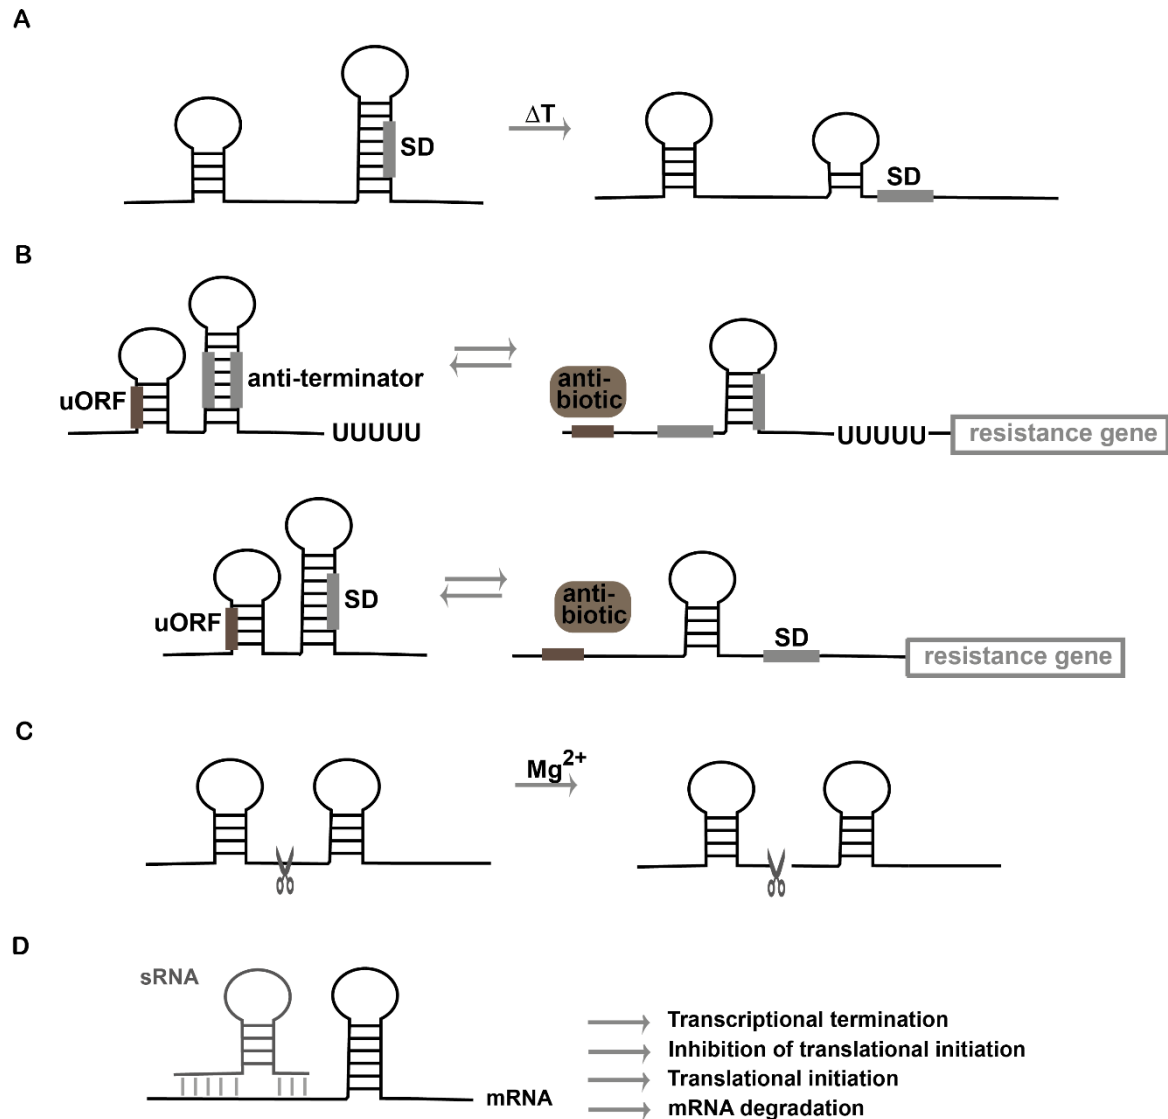 A
SD
ΔT
SD
B
uORF
anti-terminator
UUUUU
anti-
biotic
UUUUU
resistance gene
uORF
SD
anti-
biotic
SD
resistance gene
C
Mg2+
D
sRNA
mRNA
Transcriptional termination
Inhibition of translational initiation
Translational initiation
mRNA degradation